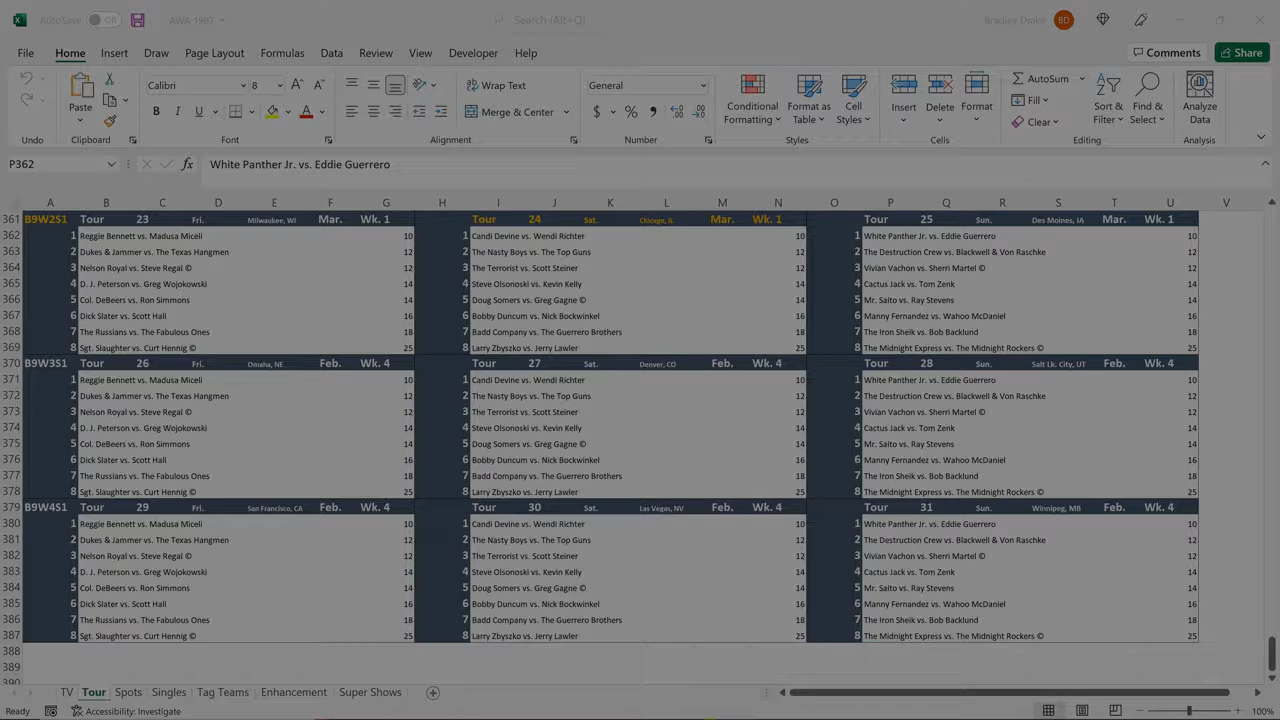 AutoSave Off AWA 1987 Search (Alt+Q) Bradley Drake BD
File Home Insert Draw Page Layout Formulas Data Review View Developer Help Comments Share
Paste Calibri 8 Wrap Text General Conditional Formatting Format as Table Cell Styles Insert Delete Format AutoSum Sort & Filter Find & Select Analyze Data
B I U A Merge & Center $ % Fill
Clear
Undo Clipboard Font Alignment Number Styles Cells Editing Analysis
P362 fx White Panther Jr. vs. Eddie Guerrero
A B C D E F G H I J K L M N O P Q R S T U V
361 B9W2S1 Tour 23 Fri. Milwaukee, WI Mar. Wk. 1 Tour 24 Sat. Chicago, IL Mar. Wk. 1 Tour 25 Sun. Des Moines, IA Mar. Wk. 1
362 1 Reggie Bennett vs. Madusa Miceli 10 1 Candi Devine vs. Wendi Richter 10 1 White Panther Jr. vs. Eddie Guerrero 10
363 2 Dukes & Jammer vs. The Texas Hangmen 12 2 The Nasty Boys vs. The Top Guns 12 2 The Destruction Crew vs. Blackwell & Von Raschke 12
364 3 Nelson Royal vs. Steve Regal © 12 3 The Terrorist vs. Scott Steiner 12 3 Vivian Vachon vs. Sherri Martel © 12
365 4 D. J. Peterson vs. Greg Wojokowski 14 4 Steve Olsonoski vs. Kevin Kelly 14 4 Cactus Jack vs. Tom Zenk 14
366 5 Col. DeBeers vs. Ron Simmons 14 5 Doug Somers vs. Greg Gagne © 14 5 Mr. Saito vs. Ray Stevens 14
367 6 Dick Slater vs. Scott Hall 16 6 Bobby Duncum vs. Nick Bockwinkel 16 6 Manny Fernandez vs. Wahoo McDaniel 16
368 7 The Russians vs. The Fabulous Ones 18 7 Badd Company vs. The Guerrero Brothers 18 7 The Iron Sheik vs. Bob Backlund 18
369 8 Sgt. Slaughter vs. Curt Hennig © 25 8 Larry Zbyszko vs. Jerry Lawler 25 8 The Midnight Express vs. The Midnight Rockers © 25
370 B9W3S1 Tour 26 Fri. Omaha, NE Feb. Wk. 4 Tour 27 Sat. Denver, CO Feb. Wk. 4 Tour 28 Sun. Salt Lk. City, UT Feb. Wk. 4
371 1 Reggie Bennett vs. Madusa Miceli 10 1 Candi Devine vs. Wendi Richter 10 1 White Panther Jr. vs. Eddie Guerrero 10
372 2 Dukes & Jammer vs. The Texas Hangmen 12 2 The Nasty Boys vs. The Top Guns 12 2 The Destruction Crew vs. Blackwell & Von Raschke 12
373 3 Nelson Royal vs. Steve Regal © 12 3 The Terrorist vs. Scott Steiner 12 3 Vivian Vachon vs. Sherri Martel © 12
374 4 D. J. Peterson vs. Greg Wojokowski 14 4 Steve Olsonoski vs. Kevin Kelly 14 4 Cactus Jack vs. Tom Zenk 14
375 5 Col. DeBeers vs. Ron Simmons 14 5 Doug Somers vs. Greg Gagne © 14 5 Mr. Saito vs. Ray Stevens 14
376 6 Dick Slater vs. Scott Hall 16 6 Bobby Duncum vs. Nick Bockwinkel 16 6 Manny Fernandez vs. Wahoo McDaniel 16
377 7 The Russians vs. The Fabulous Ones 18 7 Badd Company vs. The Guerrero Brothers 18 7 The Iron Sheik vs. Bob Backlund 18
378 8 Sgt. Slaughter vs. Curt Hennig © 25 8 Larry Zbyszko vs. Jerry Lawler 25 8 The Midnight Express vs. The Midnight Rockers © 25
379 B9W4S1 Tour 29 Fri. San Francisco, CA Feb. Wk. 4 Tour 30 Sat. Las Vegas, NV Feb. Wk. 4 Tour 31 Sun. Winnipeg, MB Feb. Wk. 4
380 1 Reggie Bennett vs. Madusa Miceli 10 1 Candi Devine vs. Wendi Richter 10 1 White Panther Jr. vs. Eddie Guerrero 10
381 2 Dukes & Jammer vs. The Texas Hangmen 12 2 The Nasty Boys vs. The Top Guns 12 2 The Destruction Crew vs. Blackwell & Von Raschke 12
382 3 Nelson Royal vs. Steve Regal © 12 3 The Terrorist vs. Scott Steiner 12 3 Vivian Vachon vs. Sherri Martel © 12
383 4 D. J. Peterson vs. Greg Wojokowski 14 4 Steve Olsonoski vs. Kevin Kelly 14 4 Cactus Jack vs. Tom Zenk 14
384 5 Col. DeBeers vs. Ron Simmons 14 5 Doug Somers vs. Greg Gagne © 14 5 Mr. Saito vs. Ray Stevens 14
385 6 Dick Slater vs. Scott Hall 16 6 Bobby Duncum vs. Nick Bockwinkel 16 6 Manny Fernandez vs. Wahoo McDaniel 16
386 7 The Russians vs. The Fabulous Ones 18 7 Badd Company vs. The Guerrero Brothers 18 7 The Iron Sheik vs. Bob Backlund 18
387 8 Sgt. Slaughter vs. Curt Hennig © 25 8 Larry Zbyszko vs. Jerry Lawler 25 8 The Midnight Express vs. The Midnight Rockers © 25
388
389
390
TV Tour Spots Singles Tag Teams Enhancement Super Shows
Ready Accessibility: Investigate 100%